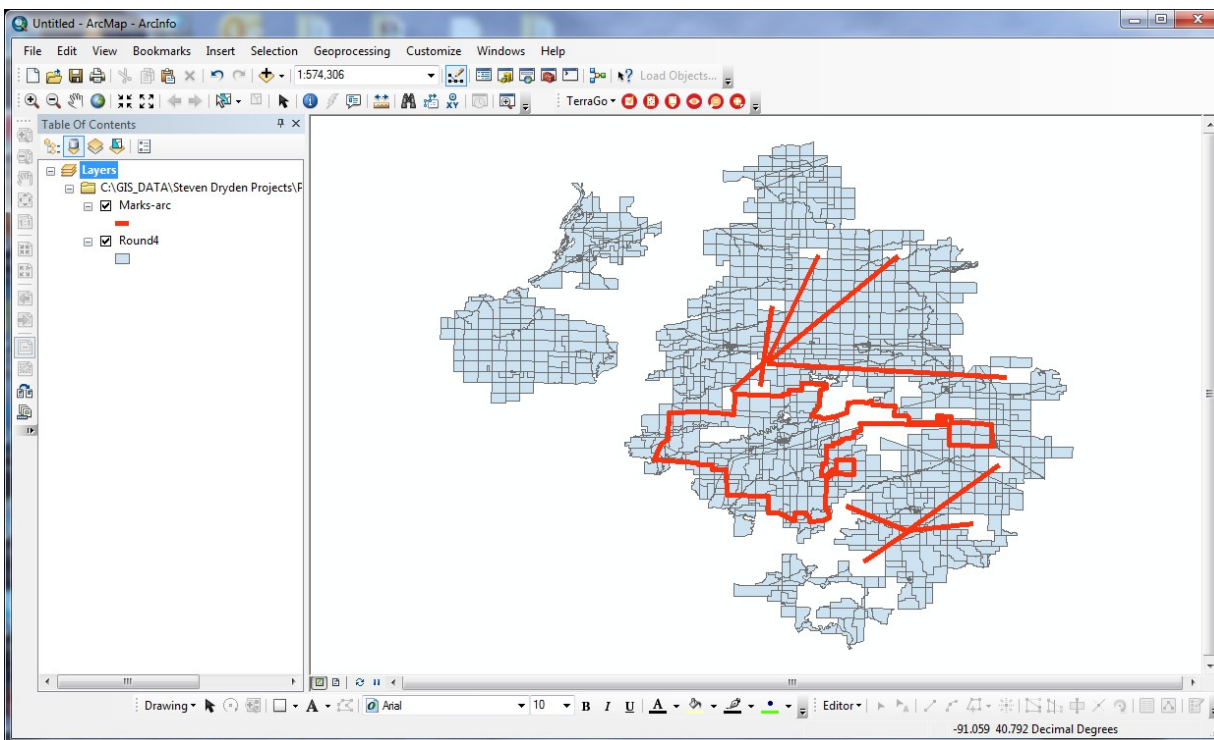 Untitled - ArcMap - ArcInfo
File Edit View Bookmarks Insert Selection Geoprocessing Customize Windows Help
1:574,306 Load Objects...
TerraGo
Table Of Contents
Layers
C:\GIS_DATA\Steven Dryden Projects\F
Marks-arc
Round4
Drawing A Arial 10 B I U A Editor
-91.059 40.792 Decimal Degrees